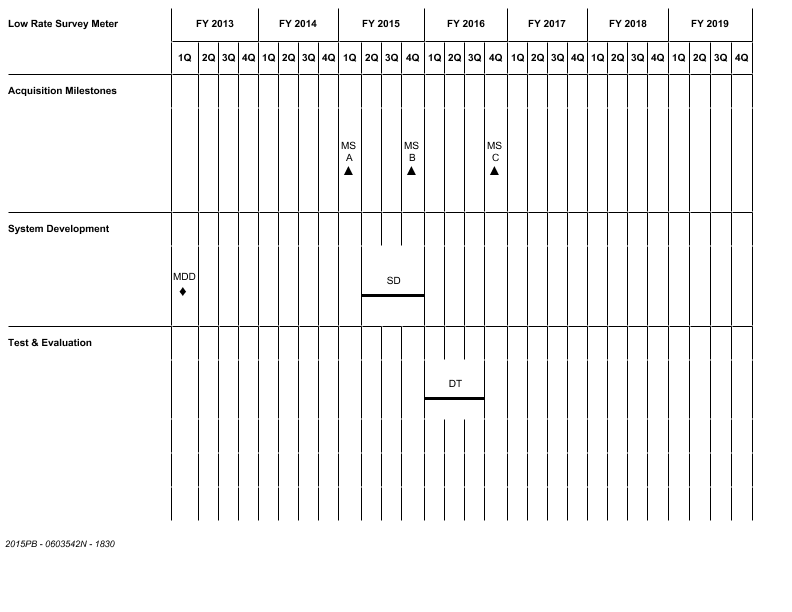 Low Rate Survey Meter FY 2013 FY 2014 FY 2015 FY 2016 FY 2017 FY 2018 FY 2019
1Q 2Q 3Q 4Q 1Q 2Q 3Q 4Q 1Q 2Q 3Q 4Q 1Q 2Q 3Q 4Q 1Q 2Q 3Q 4Q 1Q 2Q 3Q 4Q 1Q 2Q 3Q 4Q
Acquisition Milestones
MS MS MS
A B C
System Development
MDD SD
Test & Evaluation
DT
2015PB - 0603542N - 1830